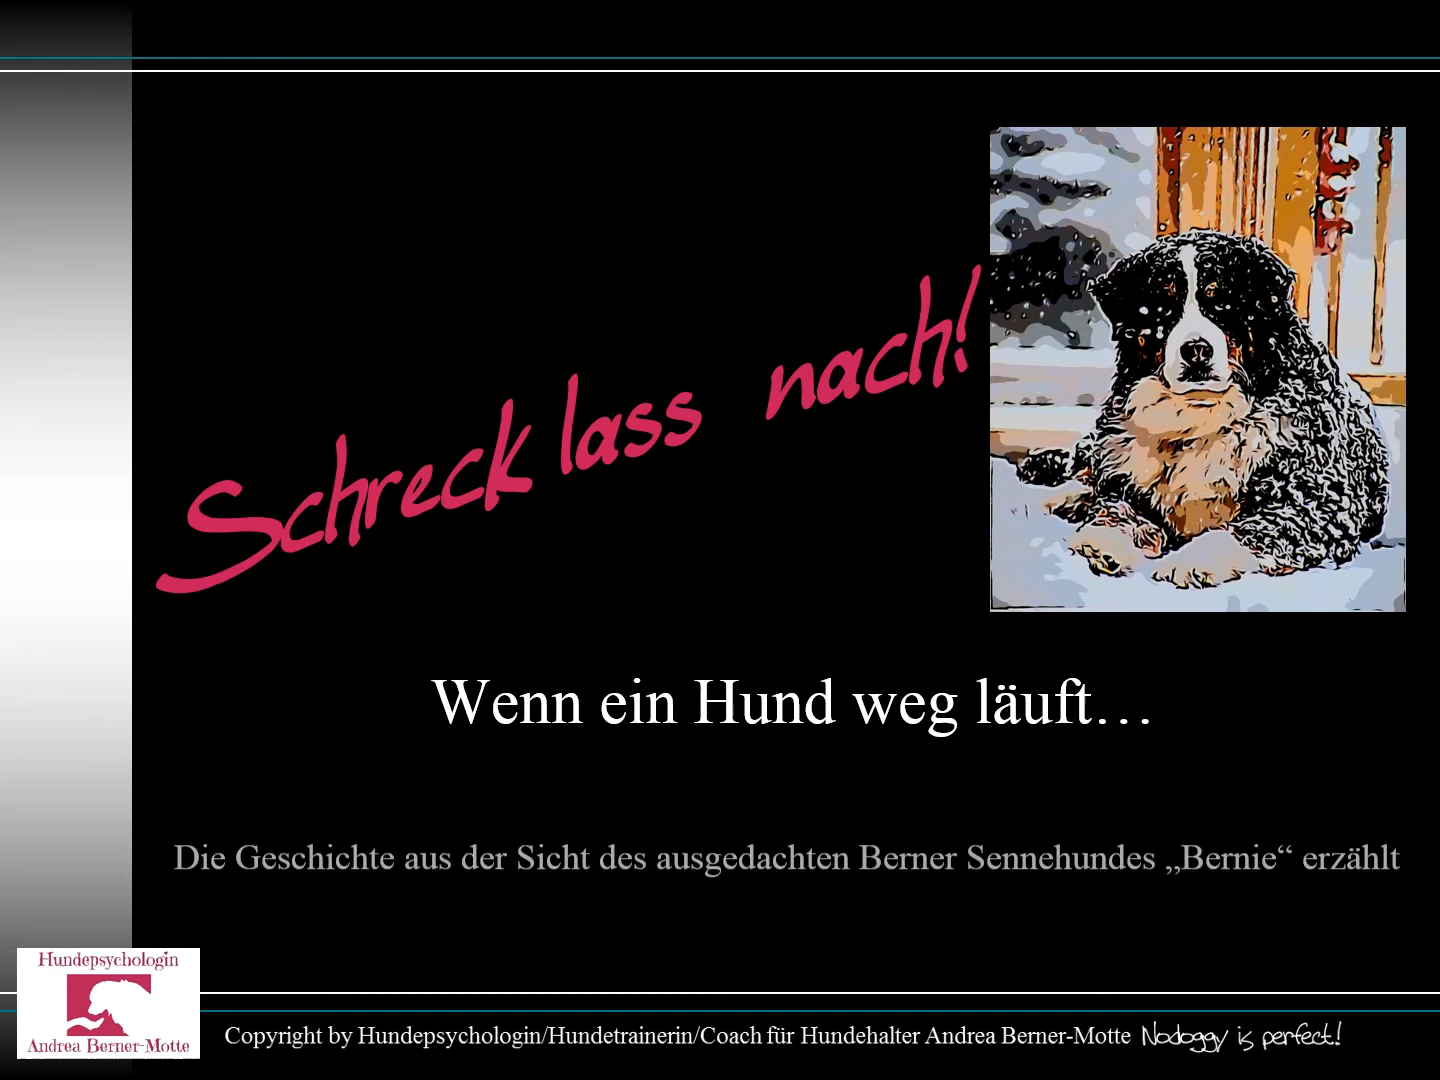 Schreck lass nach!
Wenn ein Hund weg läuft…
Die Geschichte aus der Sicht des ausgedachten Berner Sennehundes „Bernie“ erzählt
Hundepsychologin
Andrea Berner-Motte
Copyright by Hundepsychologin/Hundetrainerin/Coach für Hundehalter Andrea Berner-Motte Nodoggy is perfect!